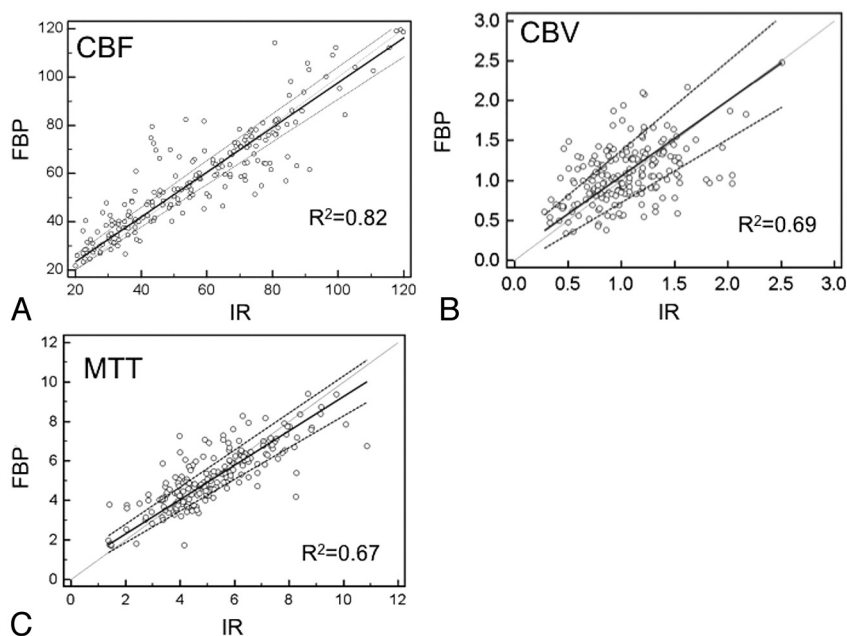 CBF
120
100
80
60
40
20
FBP
R²=0.82
20 40 60 80 100 120
IR
A
CBV
3.0
2.5
2.0
1.5
1.0
0.5
0.0
FBP
R²=0.69
0.0 0.5 1.0 1.5 2.0 2.5 3.0
IR
B
MTT
12
10
8
6
4
2
0
FBP
R²=0.67
0 2 4 6 8 10 12
IR
C